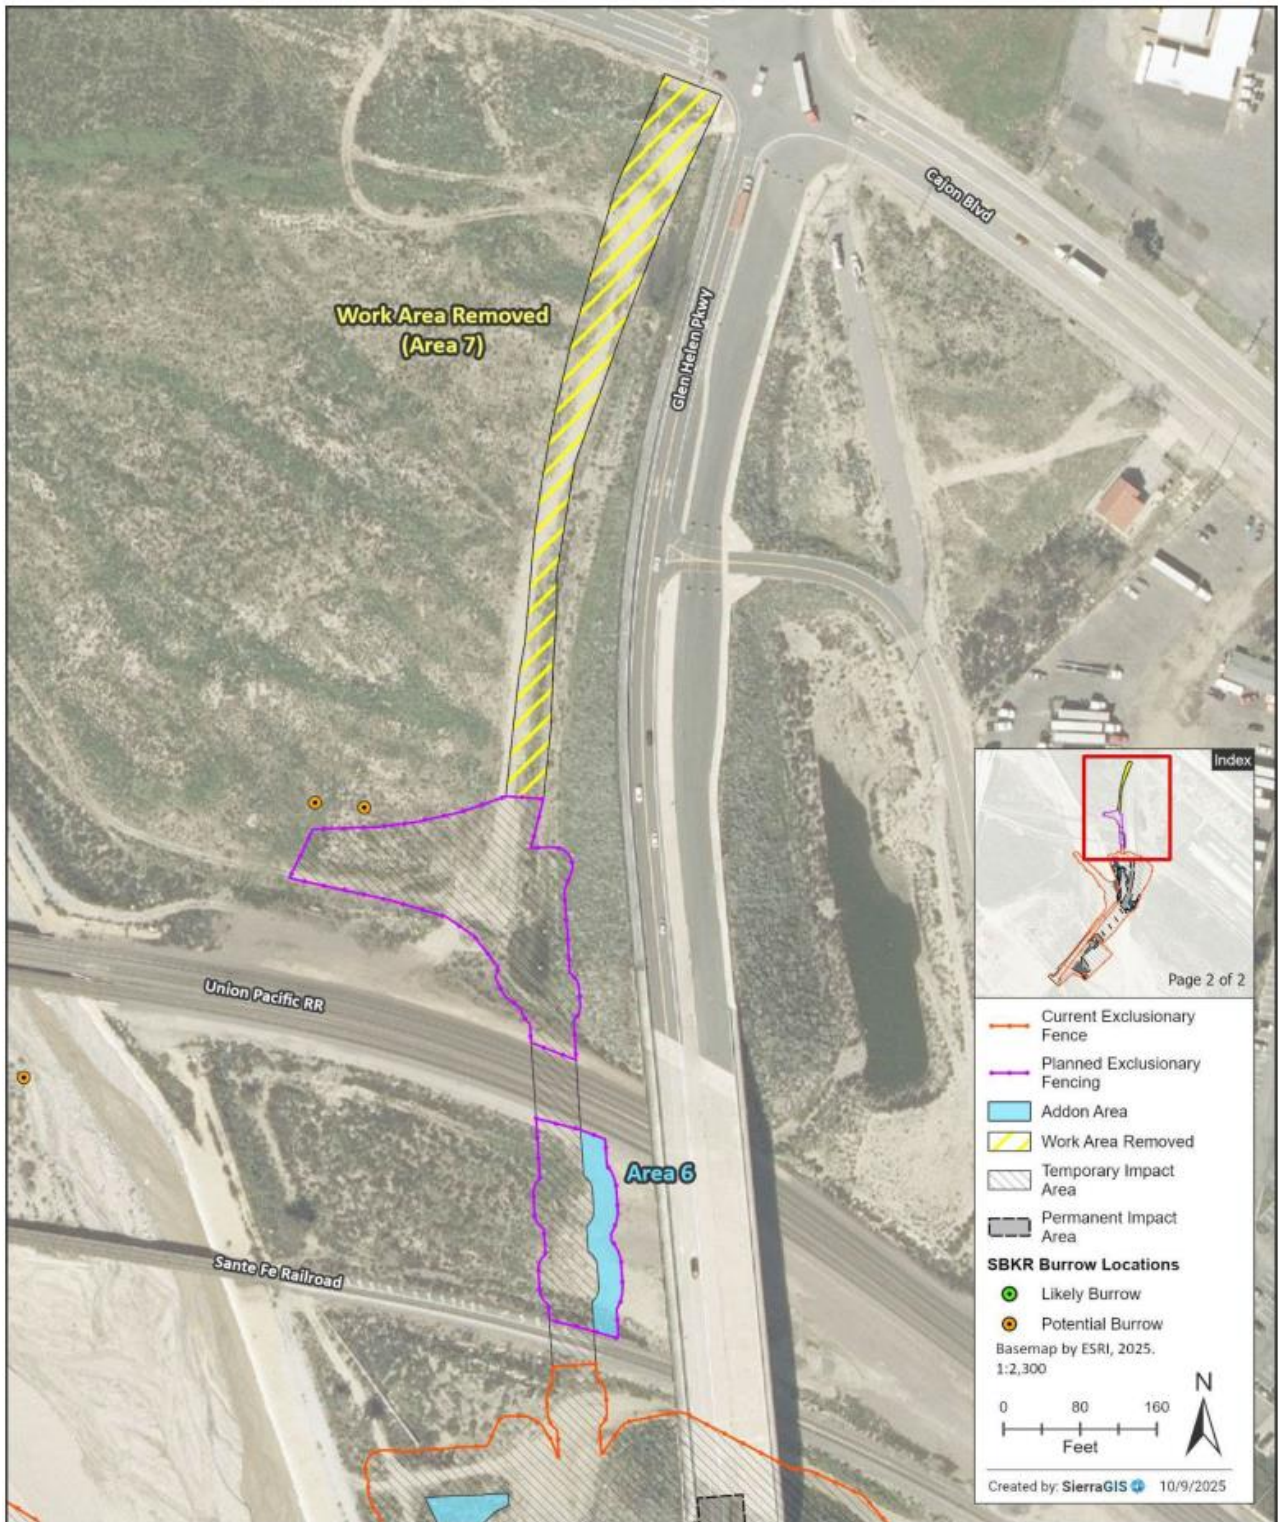 Cajon Blvd
Work Area Removed
(Area 7)
Glen Helen Pkwy
Index
Page 2 of 2
Union Pacific RR
Area 6
Sante Fe Railroad
Current Exclusionary
Fence
Planned Exclusionary
Fencing
Addon Area
Work Area Removed
Temporary Impact
Area
Permanent Impact
Area
SBKR Burrow Locations
Likely Burrow
Potential Burrow
Basemap by ESRI, 2025.
1:2,300
N
0 80 160
Feet
Created by: SierraGIS 10/9/2025